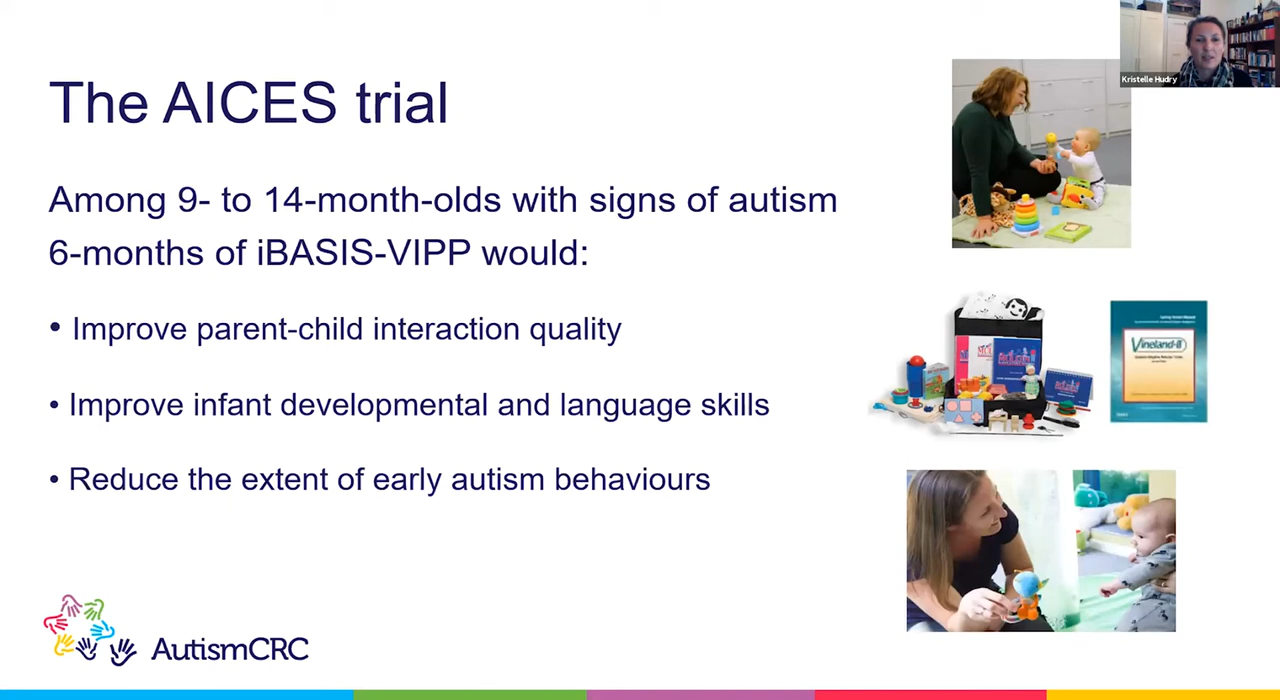 The AICES trial
Kristelle Hudry
Among 9- to 14-month-olds with signs of autism
6-months of iBASIS-VIPP would:
• Improve parent-child interaction quality
• Improve infant developmental and language skills
• Reduce the extent of early autism behaviours
Vineland-II
AutismCRC